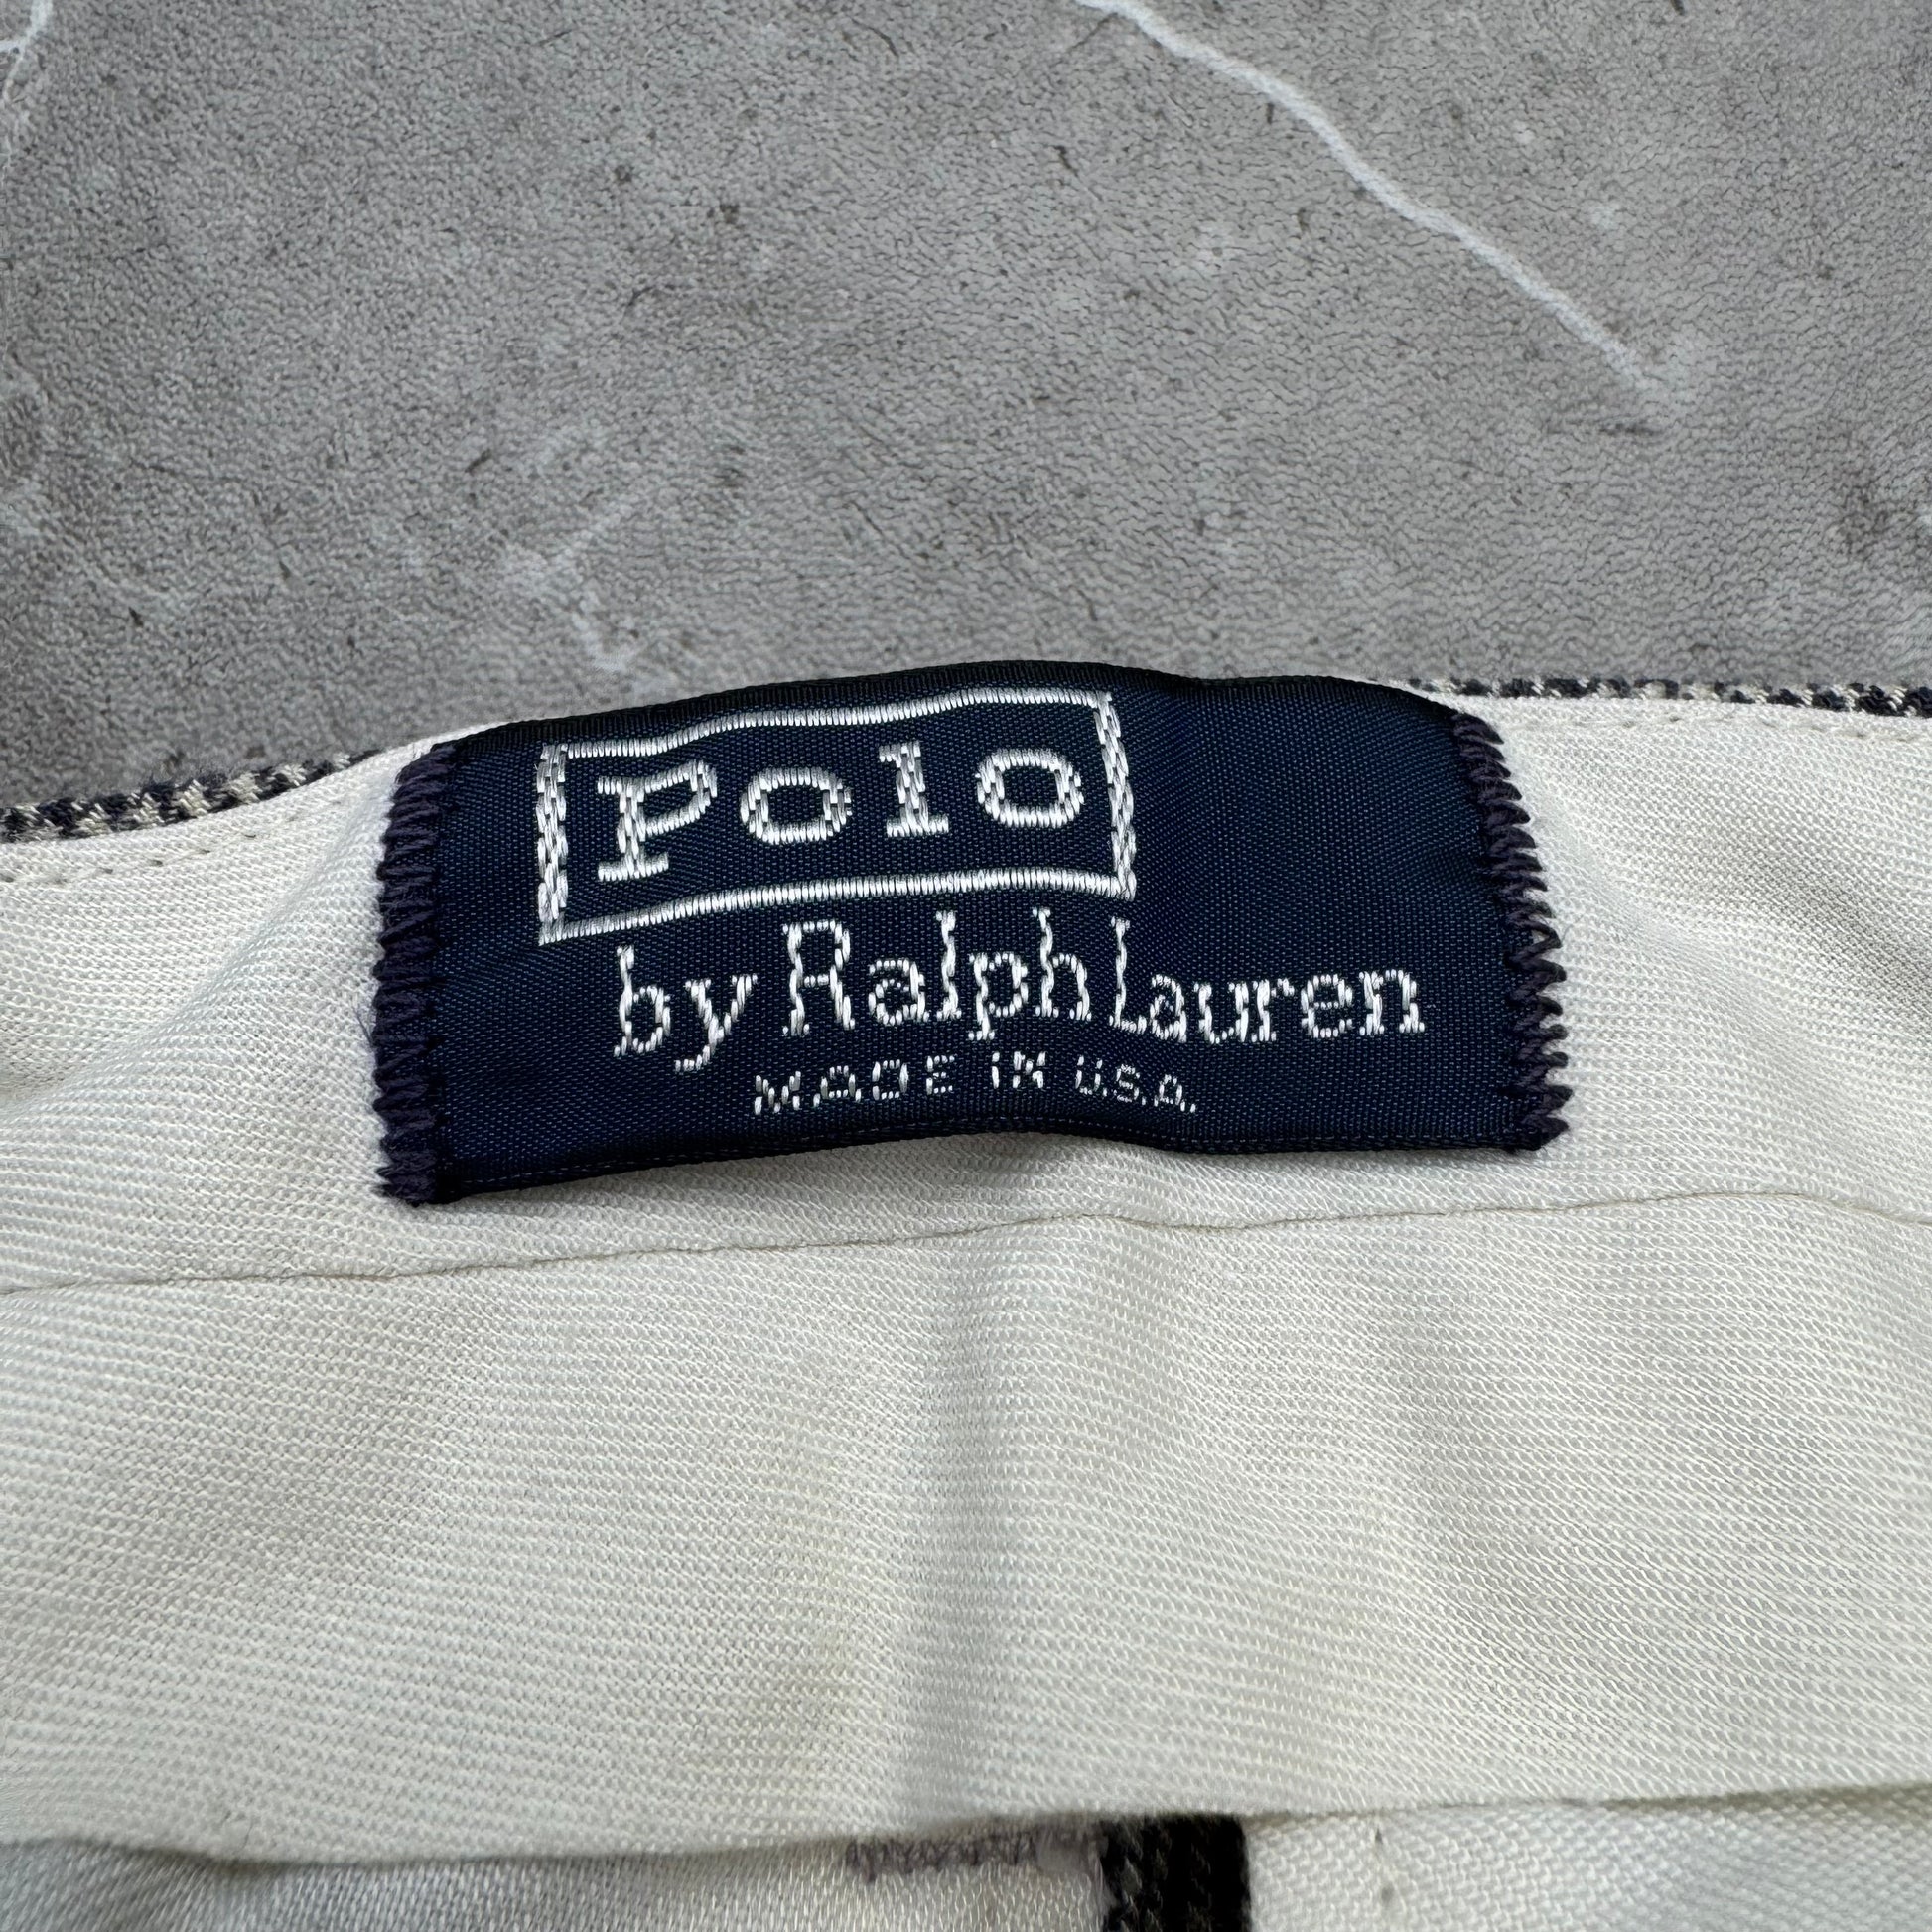 Polo
by Ralph Lauren
MADE IN U.S.A.